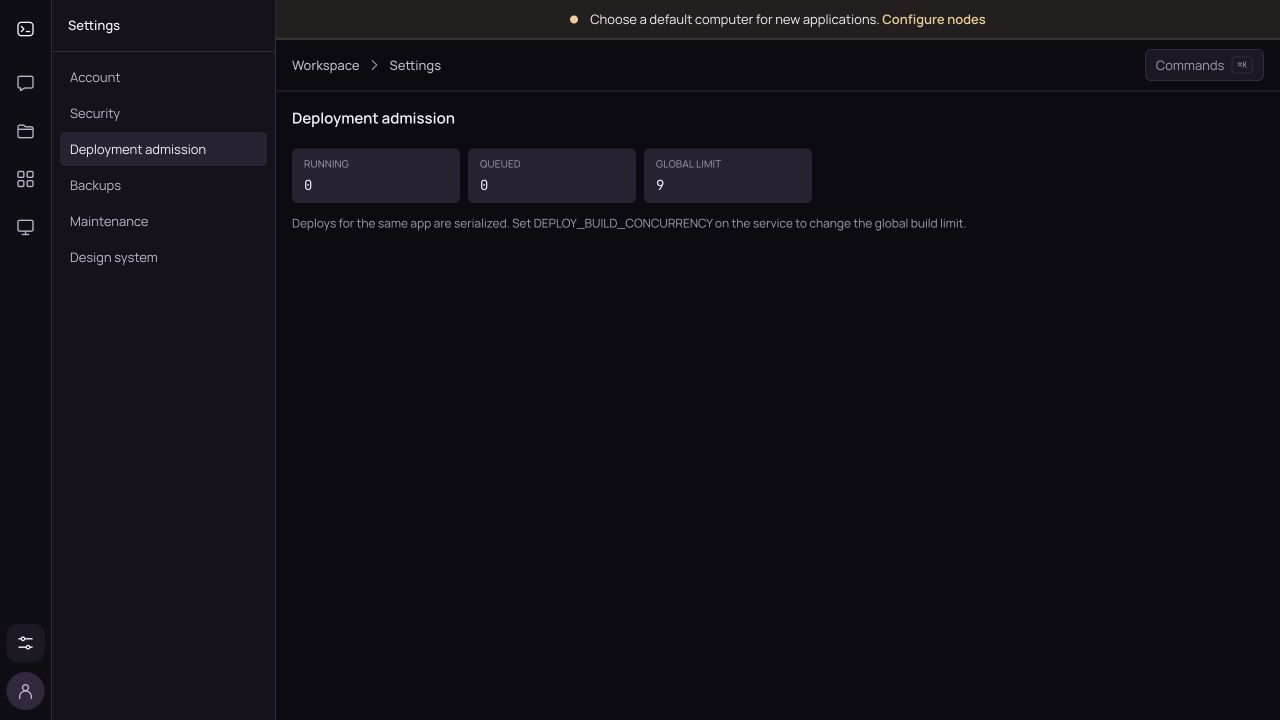 Settings
Choose a default computer for new applications. Configure nodes
Workspace > Settings
Commands ⌘K
Account
Security
Deployment admission
Backups
Maintenance
Design system
Deployment admission
RUNNING
0
QUEUED
0
GLOBAL LIMIT
9
Deploys for the same app are serialized. Set DEPLOY_BUILD_CONCURRENCY on the service to change the global build limit.